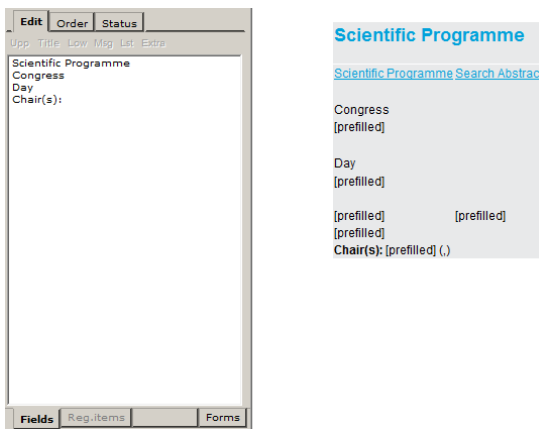 Edit Order Status
Upp Title Low Msg Lst Extra
Scientific Programme
Congress
Day
Chair(s):
Fields Reg.items Forms
Scientific Programme
Scientific Programme Search Abstrac
Congress
[prefilled]
Day
[prefilled]
[prefilled] [prefilled]
[prefilled]
Chair(s): [prefilled] (,)